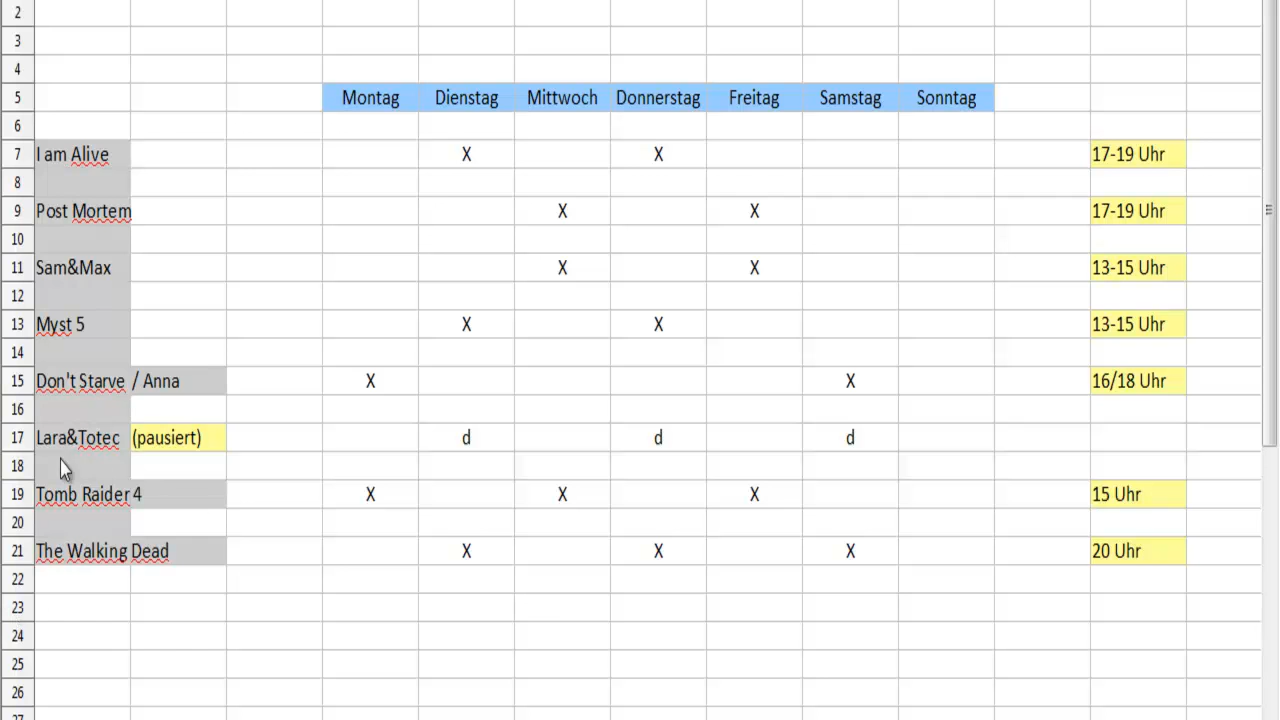 2
3
4
5 Montag Dienstag Mittwoch Donnerstag Freitag Samstag Sonntag
6
7 I am Alive X X 17-19 Uhr
8
9 Post Mortem X X 17-19 Uhr
10
11 Sam&Max X X 13-15 Uhr
12
13 Myst 5 X X 13-15 Uhr
14
15 Don't Starve / Anna X X 16/18 Uhr
16
17 Lara&Totec (pausiert) d d d
18
19 Tomb Raider 4 X X X 15 Uhr
20
21 The Walking Dead X X X 20 Uhr
22
23
24
25
26
27